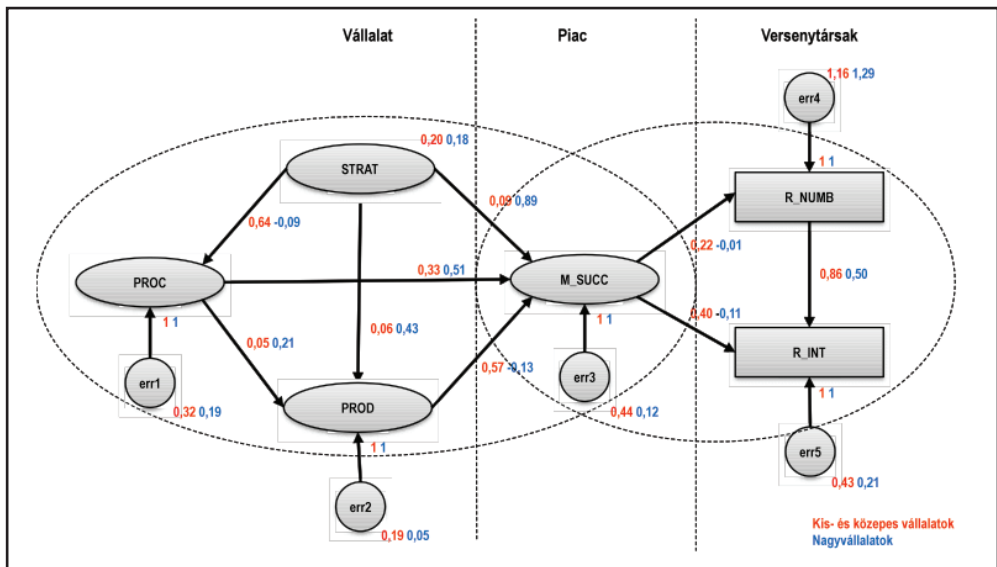 Vállalat
Piac
Versenytársak
1,16 1,29
err4
0,20 0,18
STRAT
1 1
R_NUMB
0,09 0,89
0,64 -0,09
0,22 -0,01
0,33 0,51
PROC
M_SUCC
0,86 0,50
1 1
0,06 0,43
1 1
0,40 -0,11
0,05 0,21
R_INT
0,57 -0,13
err1
err3
1 1
0,32 0,19
PROD
0,44 0,12
1 1
err5
0,43 0,21
err2
0,19 0,05
Kis- és közepes vállalatok
Nagyvállalatok